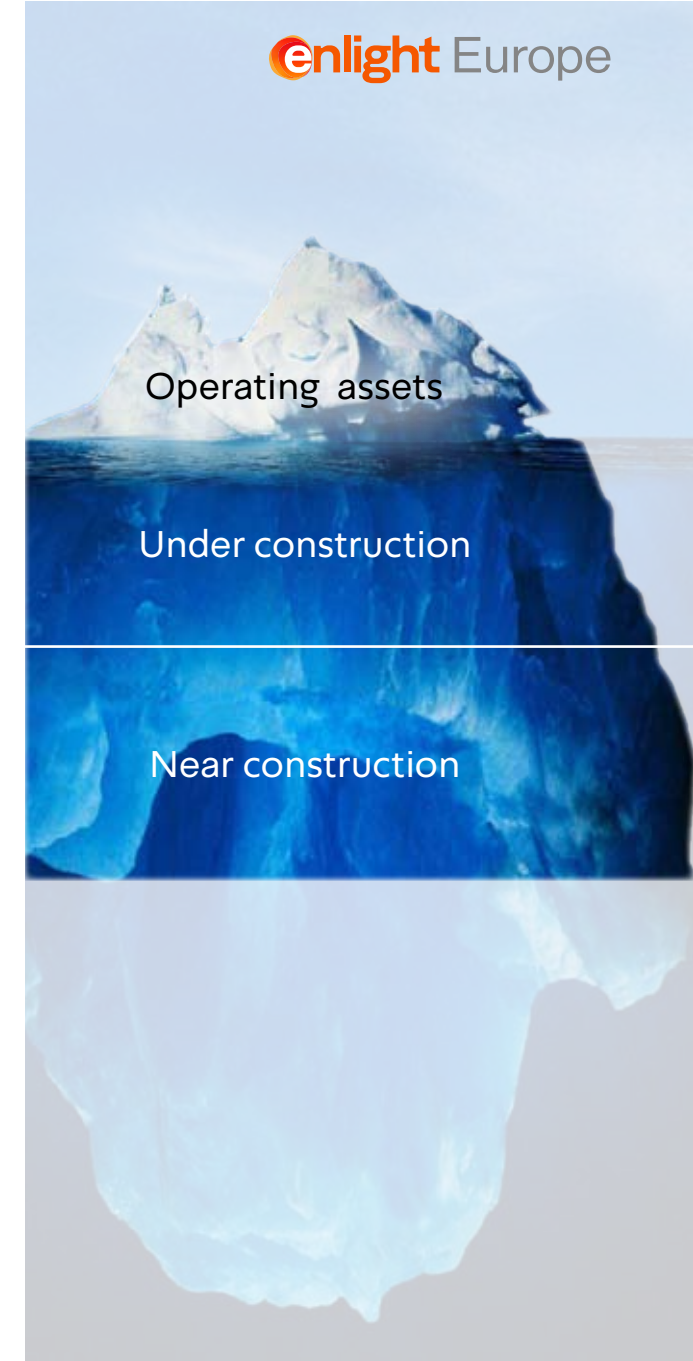 enlight Europe
Operating assets
Under construction
Near construction